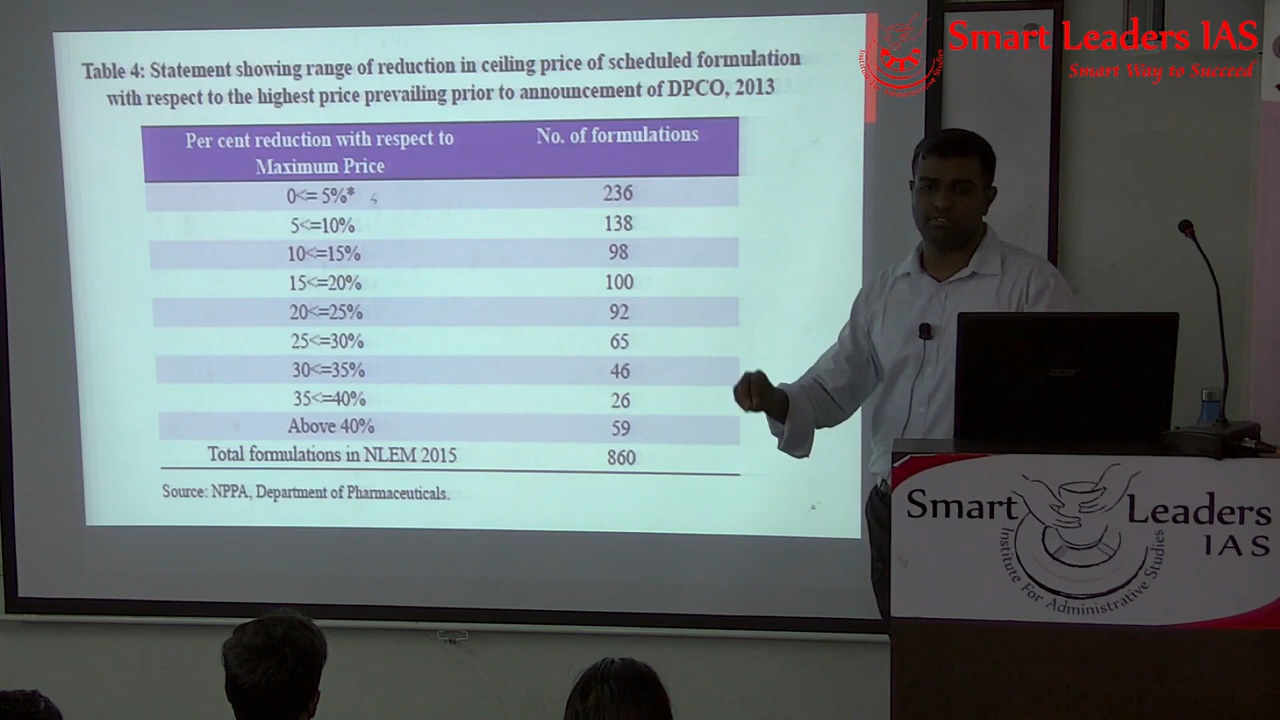 Smart Leaders IAS
Smart Way to Succeed
Table 4: Statement showing range of reduction in ceiling price of scheduled formulation
with respect to the highest price prevailing prior to announcement of DPCO, 2013
Per cent reduction with respect to
Maximum Price
No. of formulations
0<= 5%* 236
5<=10% 138
10<=15% 98
15<=20% 100
20<=25% 92
25<=30% 65
30<=35% 46
35<=40% 26
Above 40% 59
Total formulations in NLEM 2015 860
Source: NPPA, Department of Pharmaceuticals.
acer
Smart Leaders
IAS
Institute For Administrative Studies